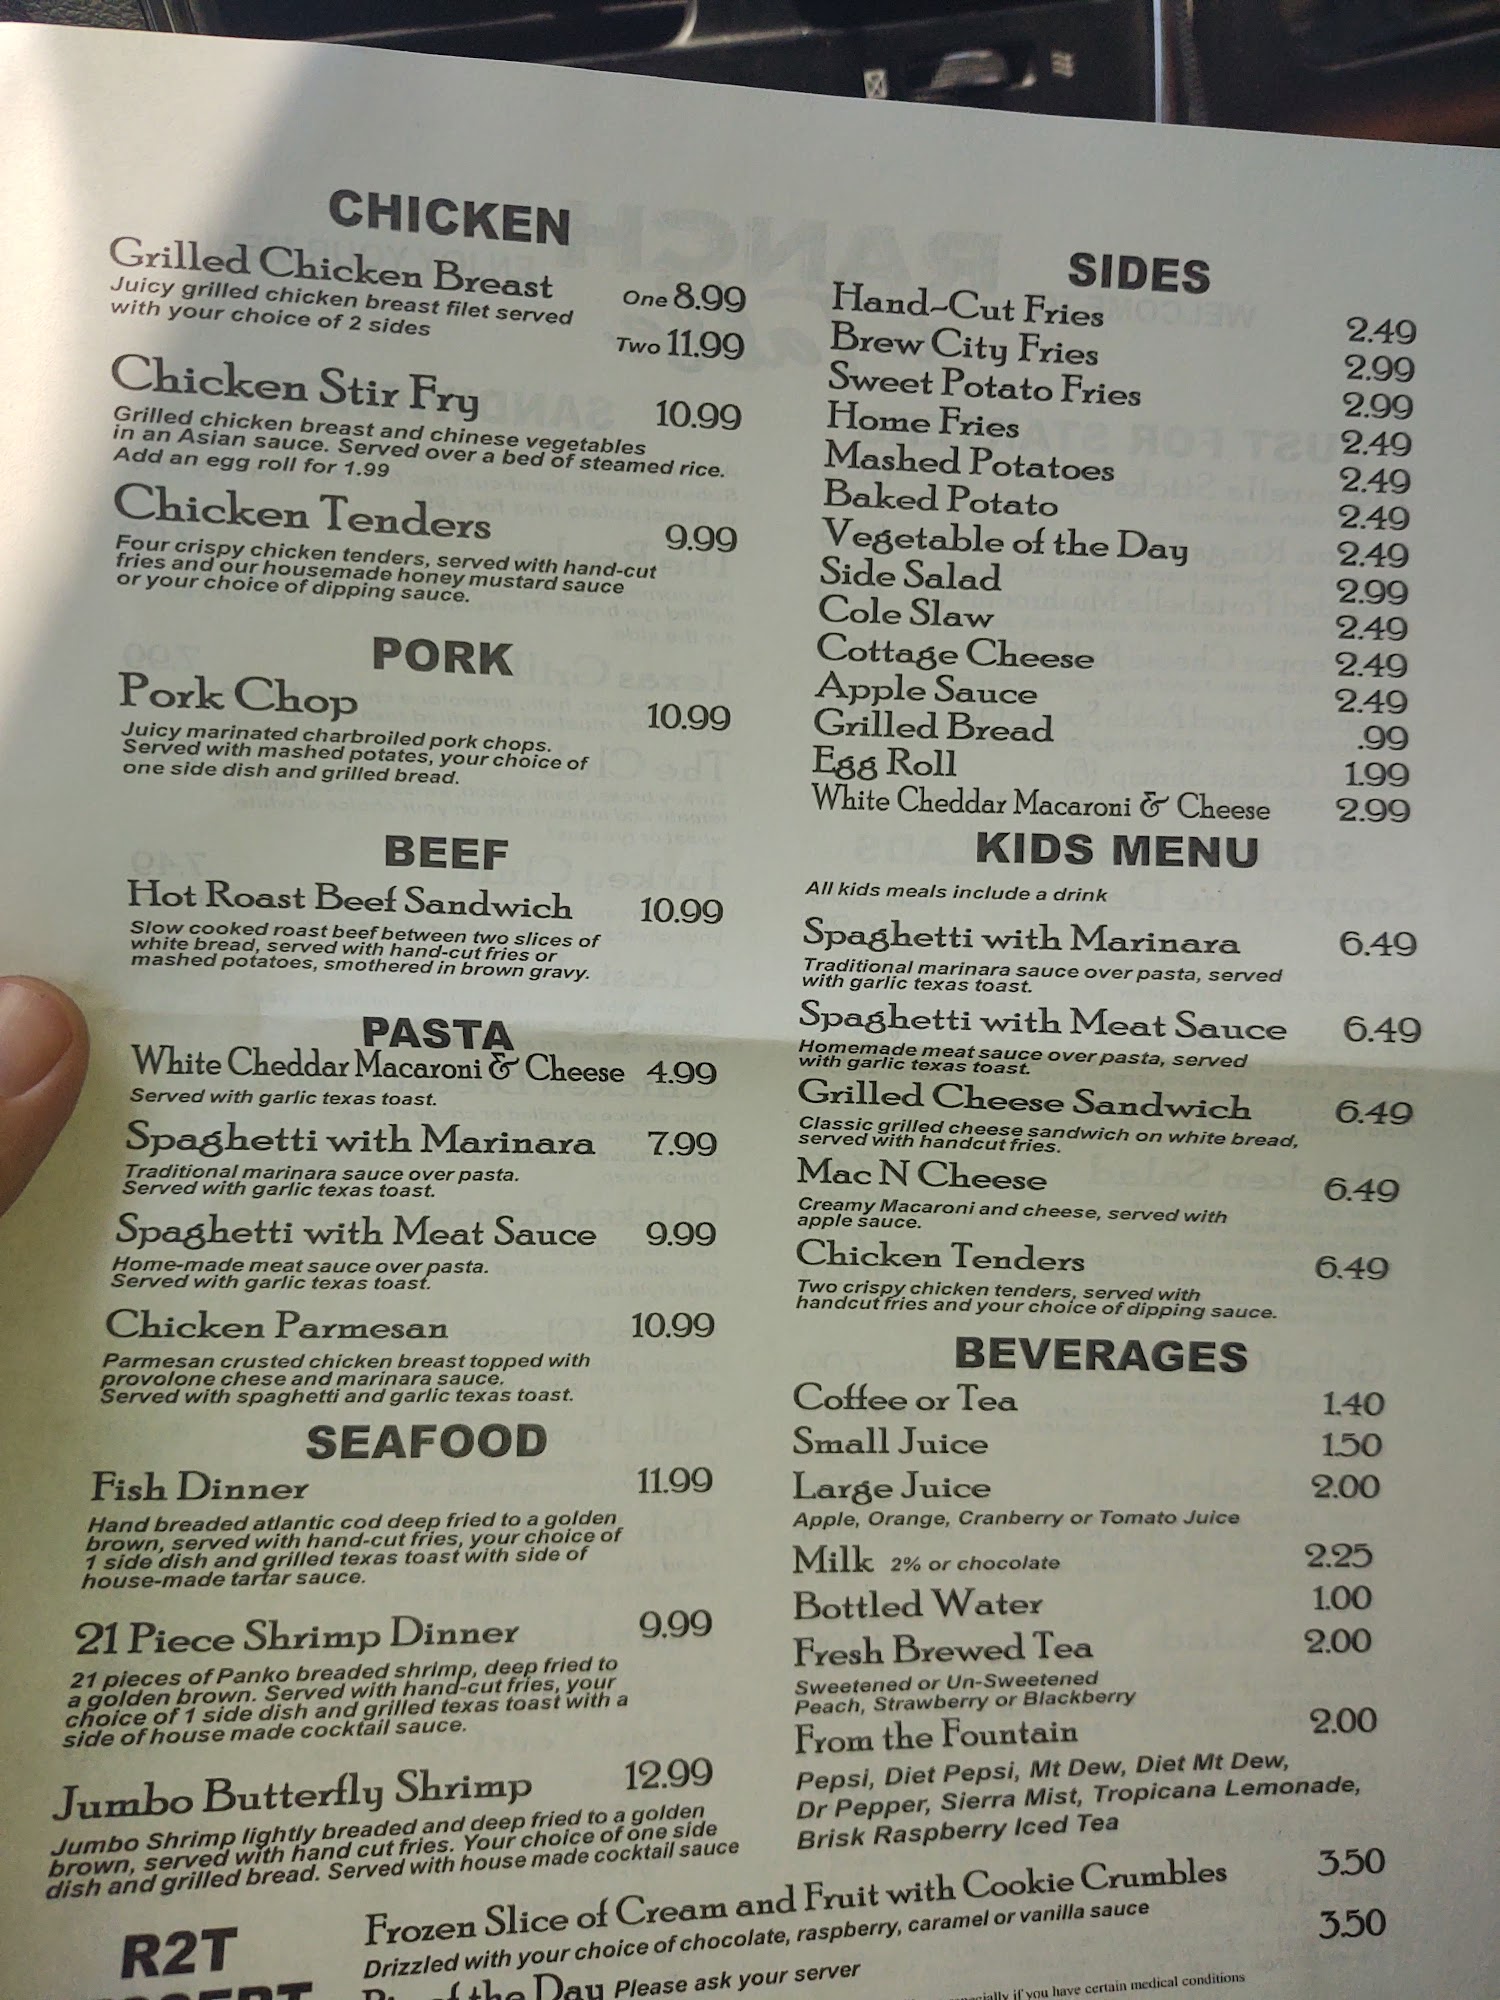 CHICKEN
Grilled Chicken Breast One 8.99
Juicy grilled chicken breast filet served
with your choice of 2 sides
Two 11.99
Chicken Stir Fry 10.99
Grilled chicken breast and chinese vegetables
in an Asian sauce. Served over a bed of steamed rice.
Add an egg roll for 1.99
Chicken Tenders 9.99
Four crispy chicken tenders, served with hand-cut
fries and our housemade honey mustard sauce
or your choice of dipping sauce.
PORK
Pork Chop 10.99
Juicy marinated charbroiled pork chops.
Served with mashed potates, your choice of
one side dish and grilled bread.
BEEF
Hot Roast Beef Sandwich 10.99
Slow cooked roast beef between two slices of
white bread, served with hand-cut fries or
mashed potatoes, smothered in brown gravy.
PASTA
White Cheddar Macaroni & Cheese 4.99
Served with garlic texas toast.
Spaghetti with Marinara 7.99
Traditional marinara sauce over pasta.
Served with garlic texas toast.
Spaghetti with Meat Sauce 9.99
Home-made meat sauce over pasta.
Served with garlic texas toast.
Chicken Parmesan 10.99
Parmesan crusted chicken breast topped with
provolone chese and marinara sauce.
Served with spaghetti and garlic texas toast.
SEAFOOD
Fish Dinner 11.99
Hand breaded atlantic cod deep fried to a golden
brown, served with hand-cut fries, your choice of
1 side dish and grilled texas toast with side of
house-made tartar sauce.
21 Piece Shrimp Dinner 9.99
21 pieces of Panko breaded shrimp, deep fried to
a golden brown. Served with hand-cut fries, your
choice of 1 side dish and grilled texas toast with a
side of house made cocktail sauce.
Jumbo Butterfly Shrimp 12.99
Jumbo Shrimp lightly breaded and deep fried to a golden
brown, served with hand cut fries. Your choice of one side
dish and grilled bread. Served with house made cocktail sauce
SIDES
Hand-Cut Fries 2.49
Brew City Fries 2.99
Sweet Potato Fries 2.99
Home Fries 2.49
Mashed Potatoes 2.49
Baked Potato 2.49
Vegetable of the Day 2.49
Side Salad 2.99
Cole Slaw 2.49
Cottage Cheese 2.49
Apple Sauce 2.49
Grilled Bread .99
Egg Roll 1.99
White Cheddar Macaroni & Cheese 2.99
KIDS MENU
All kids meals include a drink
Spaghetti with Marinara 6.49
Traditional marinara sauce over pasta, served
with garlic texas toast.
Spaghetti with Meat Sauce 6.49
Homemade meat sauce over pasta, served
with garlic texas toast.
Grilled Cheese Sandwich 6.49
Classic grilled cheese sandwich on white bread,
served with handcut fries.
Mac N Cheese 6.49
Creamy Macaroni and cheese, served with
apple sauce.
Chicken Tenders 6.49
Two crispy chicken tenders, served with
handcut fries and your choice of dipping sauce.
BEVERAGES
Coffee or Tea 1.40
Small Juice 1.50
Large Juice 2.00
Apple, Orange, Cranberry or Tomato Juice
Milk 2% or chocolate 2.25
Bottled Water 1.00
Fresh Brewed Tea 2.00
Sweetened or Un-Sweetened
Peach, Strawberry or Blackberry
From the Fountain 2.00
Pepsi, Diet Pepsi, Mt Dew, Diet Mt Dew,
Dr Pepper, Sierra Mist, Tropicana Lemonade,
Brisk Raspberry Iced Tea
R2T
Frozen Slice of Cream and Fruit with Cookie Crumbles 3.50
Drizzled with your choice of chocolate, raspberry, caramel or vanilla sauce
of the Day Please ask your server 3.50
if you have certain medical conditions